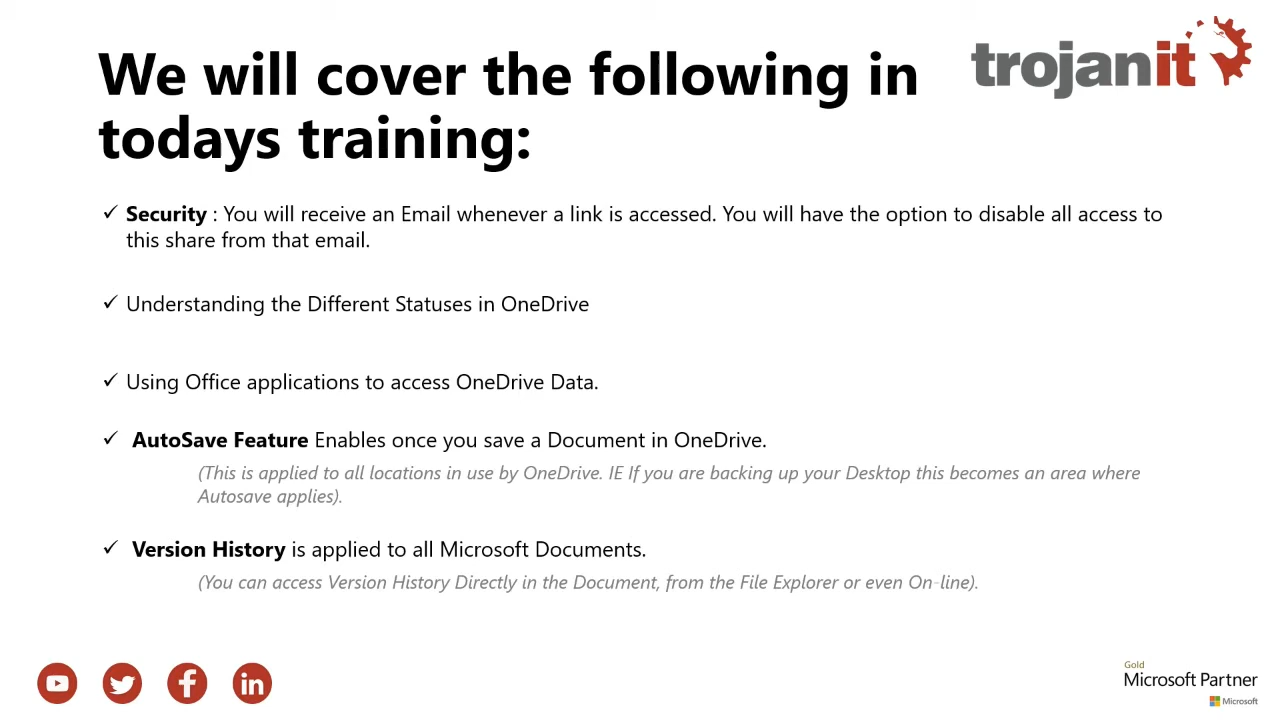 We will cover the following in
todays training:
trojanit
✓ Security : You will receive an Email whenever a link is accessed. You will have the option to disable all access to
this share from that email.
✓ Understanding the Different Statuses in OneDrive
✓ Using Office applications to access OneDrive Data.
✓ AutoSave Feature Enables once you save a Document in OneDrive.
(This is applied to all locations in use by OneDrive. IE If you are backing up your Desktop this becomes an area where
Autosave applies).
✓ Version History is applied to all Microsoft Documents.
(You can access Version History Directly in the Document, from the File Explorer or even On-line).
Gold
Microsoft Partner
Microsoft